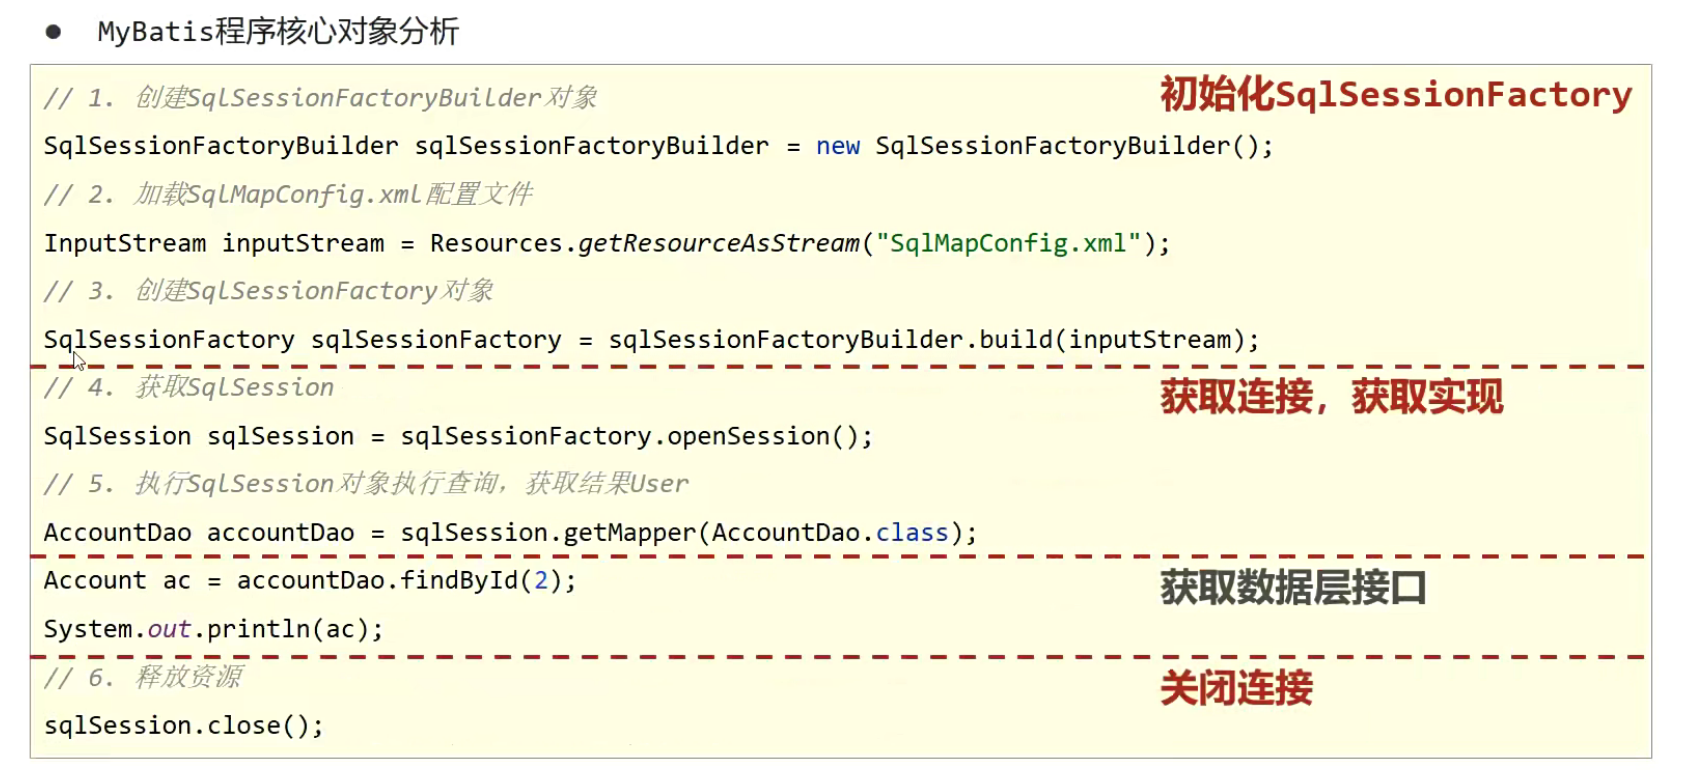 ● MyBatis程序核心对象分析
// 1. 创建SqlSessionFactoryBuilder对象
初始化SqlSessionFactory
SqlSessionFactoryBuilder sqlSessionFactoryBuilder = new SqlSessionFactoryBuilder();
// 2. 加载SqlMapConfig.xml配置文件
InputStream inputStream = Resources.getResourceAsStream("SqlMapConfig.xml");
// 3. 创建SqlSessionFactory对象
SqlSessionFactory sqlSessionFactory = sqlSessionFactoryBuilder.build(inputStream);
// 4. 获取SqlSession
获取连接，获取实现
SqlSession sqlSession = sqlSessionFactory.openSession();
// 5. 执行SqlSession对象执行查询，获取结果User
AccountDao accountDao = sqlSession.getMapper(AccountDao.class);
Account ac = accountDao.findById(2);
获取数据层接口
System.out.println(ac);
// 6. 释放资源
关闭连接
sqlSession.close();